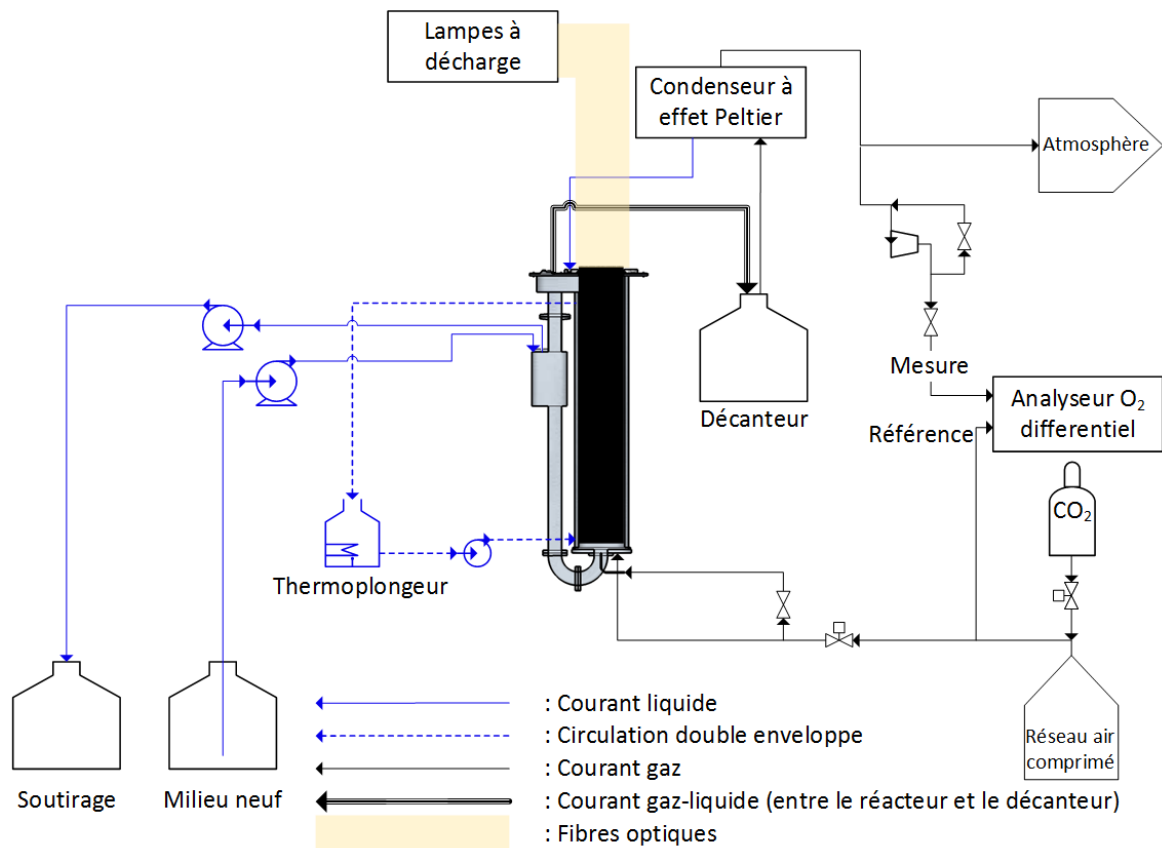 Lampes à
décharge
Condenseur à
effet Peltier
Atmosphère
Mesure
Décanteur
Analyseur O₂
differentiel
Référence
CO₂
Thermoplongeur
Réseau air
comprimé
Soutirage
Milieu neuf
: Courant liquide
: Circulation double enveloppe
: Courant gaz
: Courant gaz-liquide (entre le réacteur et le décanteur)
: Fibres optiques